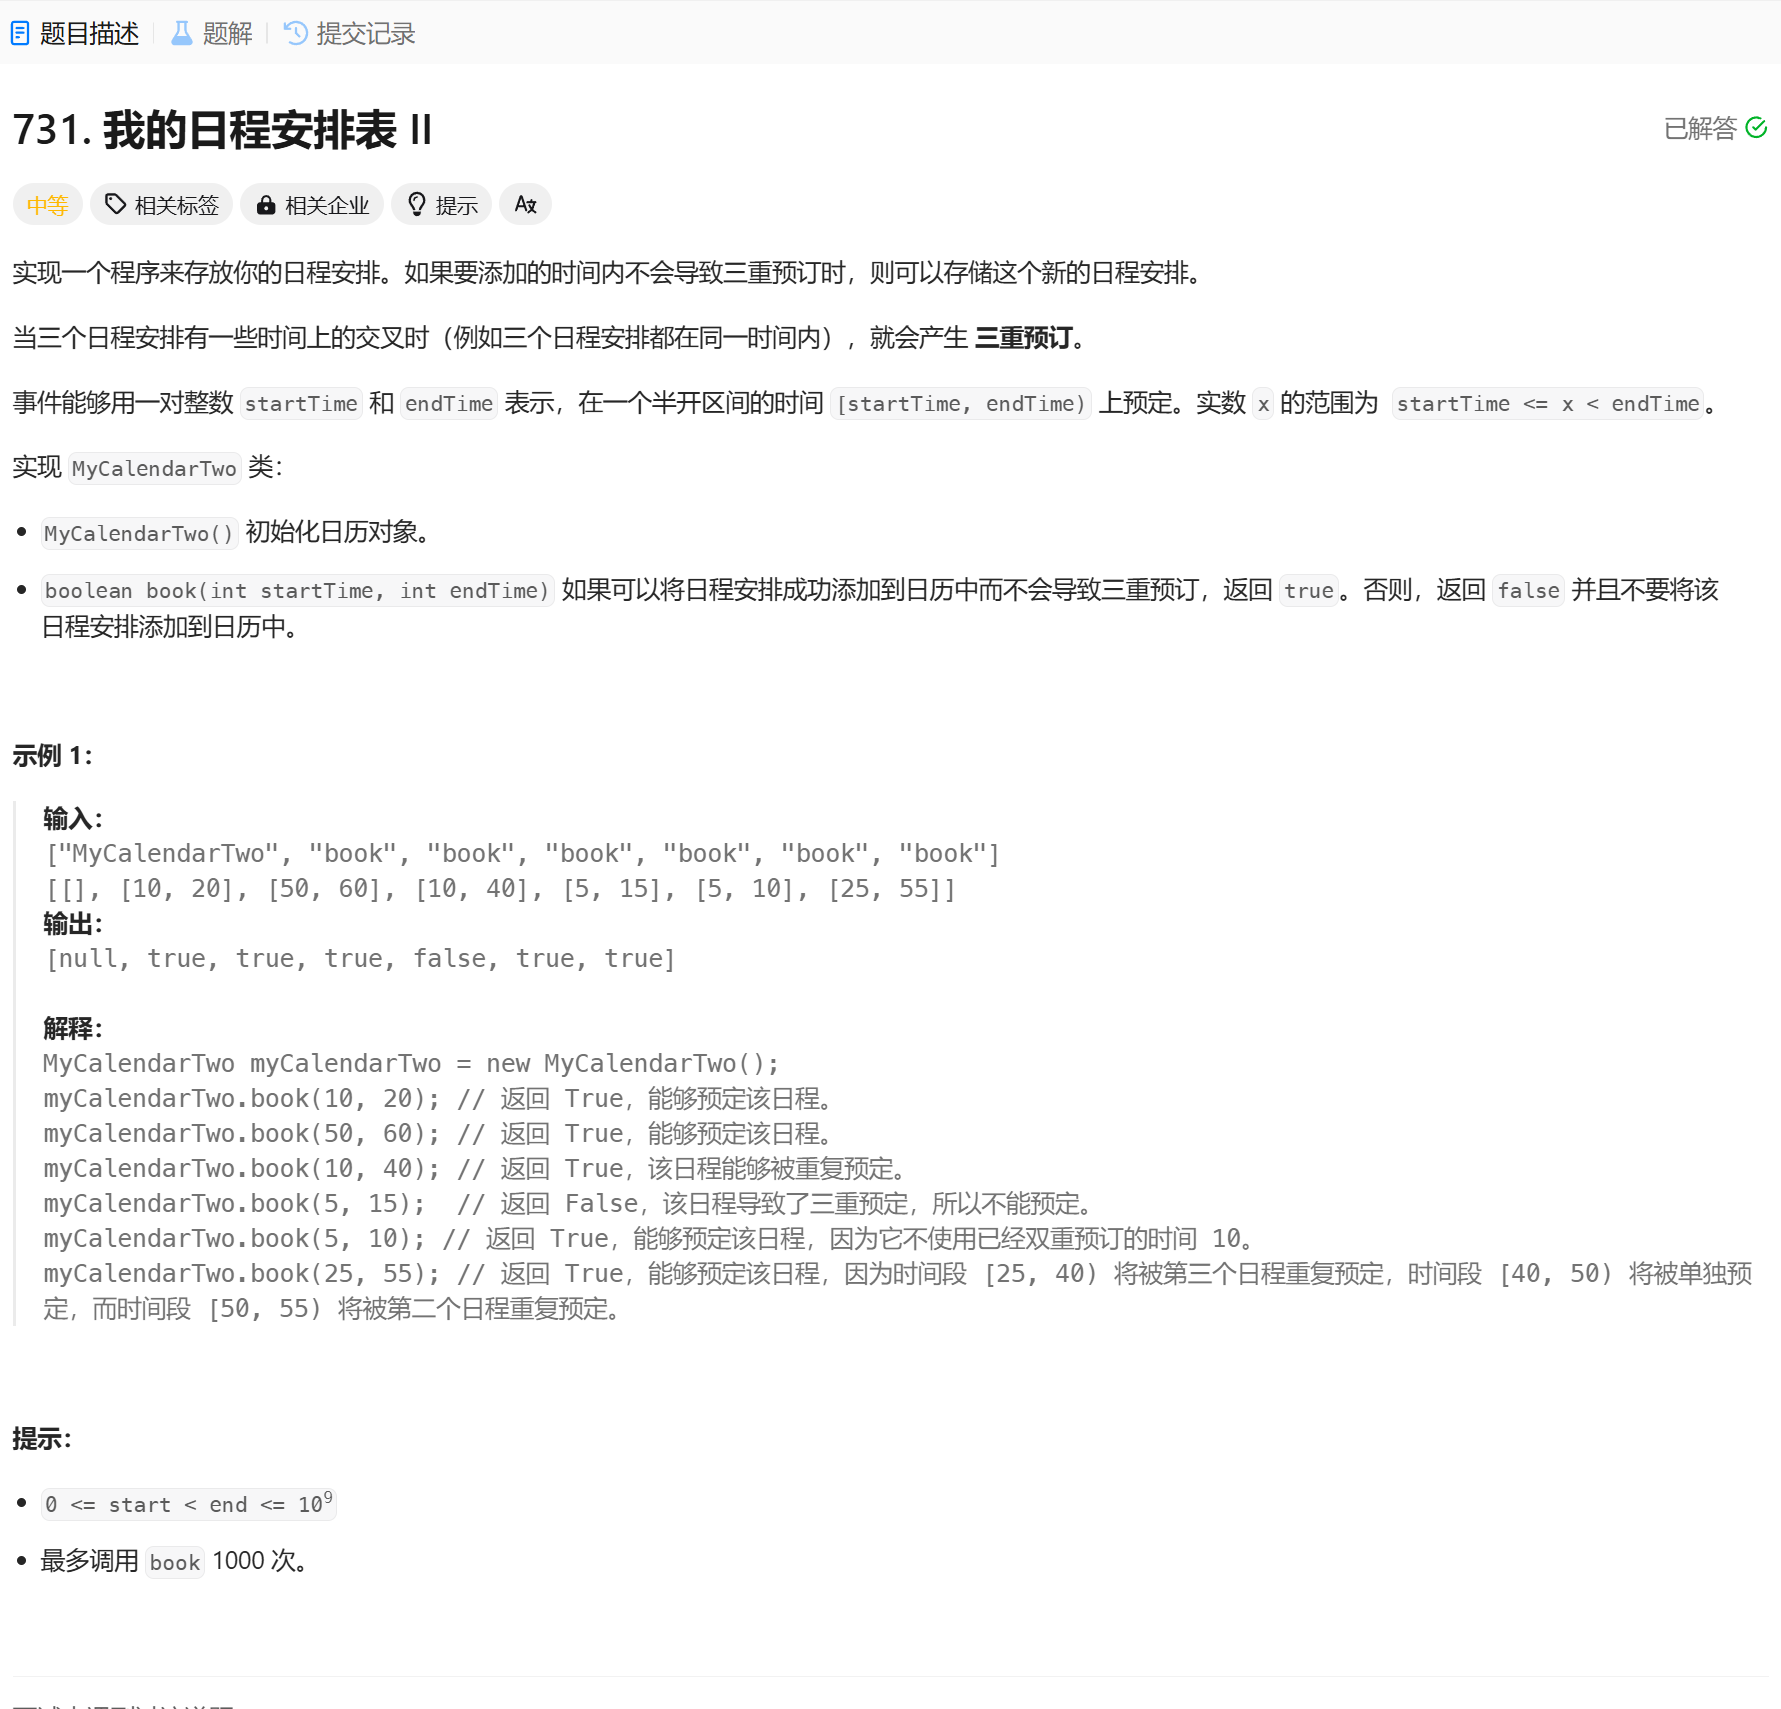 题目描述 题解 提交记录
731. 我的日程安排表 II
已解答
中等 相关标签 相关企业 提示
实现一个程序来存放你的日程安排。如果要添加的时间内不会导致三重预订时，则可以存储这个新的日程安排。
当三个日程安排有一些时间上的交叉时（例如三个日程安排都在同一时间内），就会产生 三重预订。
事件能够用一对整数 startTime 和 endTime 表示，在一个半开区间的时间 [startTime, endTime) 上预定。实数 x 的范围为 startTime <= x < endTime。
实现 MyCalendarTwo 类：
MyCalendarTwo() 初始化日历对象。
boolean book(int startTime, int endTime) 如果可以将日程安排成功添加到日历中而不会导致三重预订，返回 true。否则，返回 false 并且不要将该
日程安排添加到日历中。
示例 1：
输入：
["MyCalendarTwo", "book", "book", "book", "book", "book", "book"]
[[], [10, 20], [50, 60], [10, 40], [5, 15], [5, 10], [25, 55]]
输出：
[null, true, true, true, false, true, true]
解释：
MyCalendarTwo myCalendarTwo = new MyCalendarTwo();
myCalendarTwo.book(10, 20); // 返回 True，能够预定该日程。
myCalendarTwo.book(50, 60); // 返回 True，能够预定该日程。
myCalendarTwo.book(10, 40); // 返回 True，该日程能够被重复预定。
myCalendarTwo.book(5, 15);  // 返回 False，该日程导致了三重预定，所以不能预定。
myCalendarTwo.book(5, 10); // 返回 True，能够预定该日程，因为它不使用已经双重预订的时间 10。
myCalendarTwo.book(25, 55); // 返回 True，能够预定该日程，因为时间段 [25, 40) 将被第三个日程重复预定，时间段 [40, 50) 将被单独预
定，而时间段 [50, 55) 将被第二个日程重复预定。
提示：
0 <= start < end <= 10⁹
最多调用 book 1000 次。